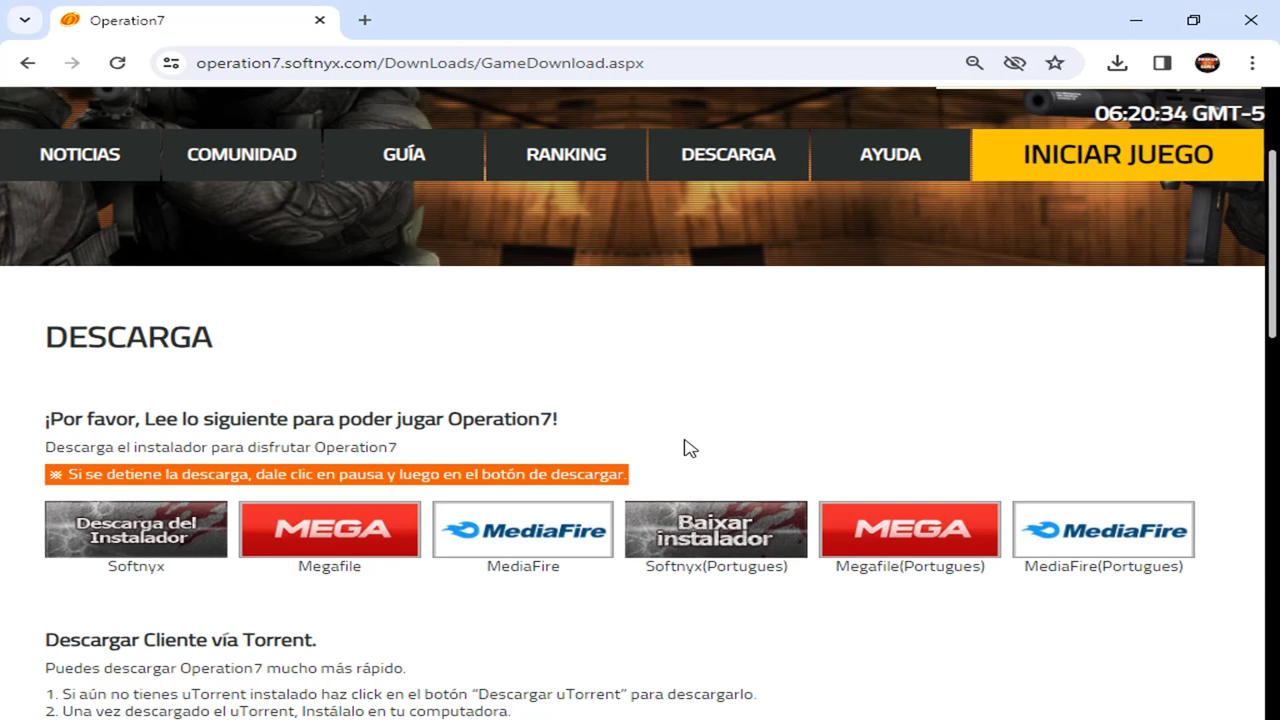 Operation7
operation7.softnyx.com/DownLoads/GameDownload.aspx
06:20:34 GMT-5
NOTICIAS COMUNIDAD GUÍA RANKING DESCARGA AYUDA INICIAR JUEGO
DESCARGA
¡Por favor, Lee lo siguiente para poder jugar Operation7!
Descarga el instalador para disfrutar Operation7
※ Si se detiene la descarga, dale clic en pausa y luego en el botón de descargar.
Descarga del Instalador MEGA MediaFire Baixar instalador MEGA MediaFire
Softnyx Megafile MediaFire Softnyx(Portugues) Megafile(Portugues) MediaFire(Portugues)
Descargar Cliente vía Torrent.
Puedes descargar Operation7 mucho más rápido.
1. Si aún no tienes uTorrent instalado haz click en el botón “Descargar uTorrent” para descargarlo.
2. Una vez descargado el uTorrent, Instálalo en tu computadora.